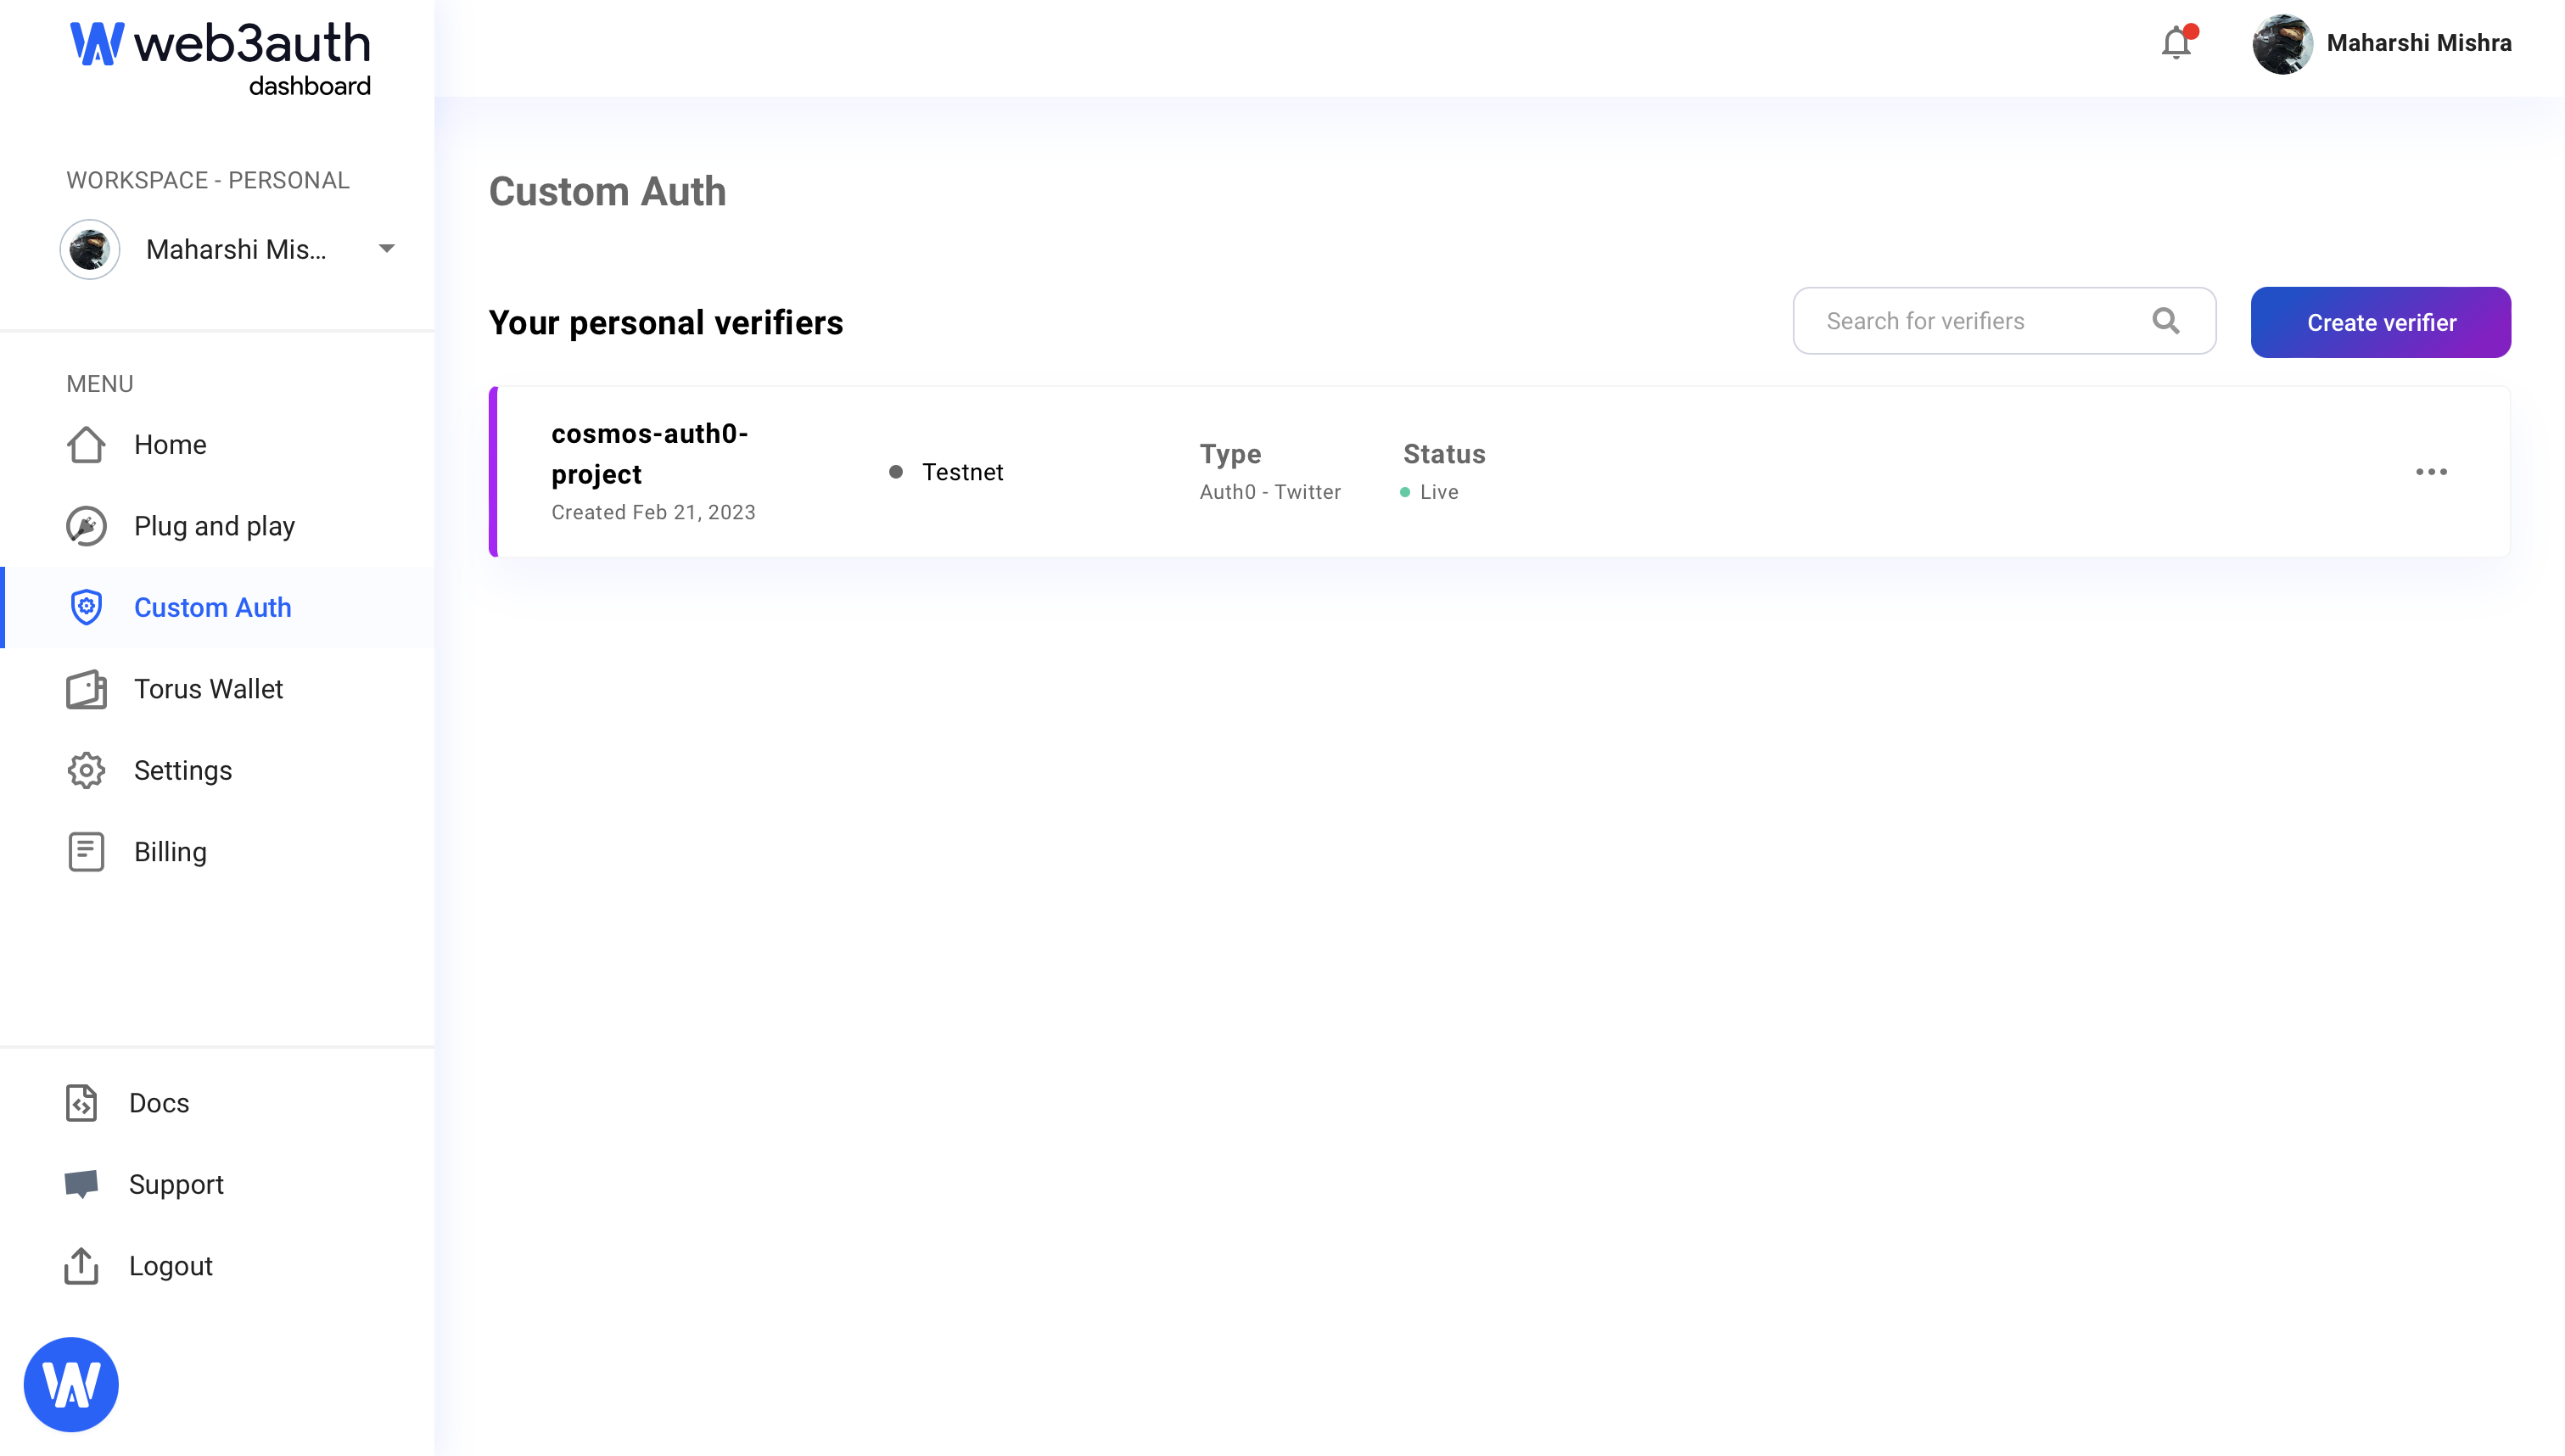 web3auth
dashboard
WORKSPACE - PERSONAL
Maharshi Mis...
MENU
Home
Plug and play
Custom Auth
Torus Wallet
Settings
Billing
Docs
Support
Logout
Maharshi Mishra
Custom Auth
Your personal verifiers
Search for verifiers
Create verifier
cosmos-auth0-
project
Created Feb 21, 2023
Testnet
Type
Auth0 - Twitter
Status
Live